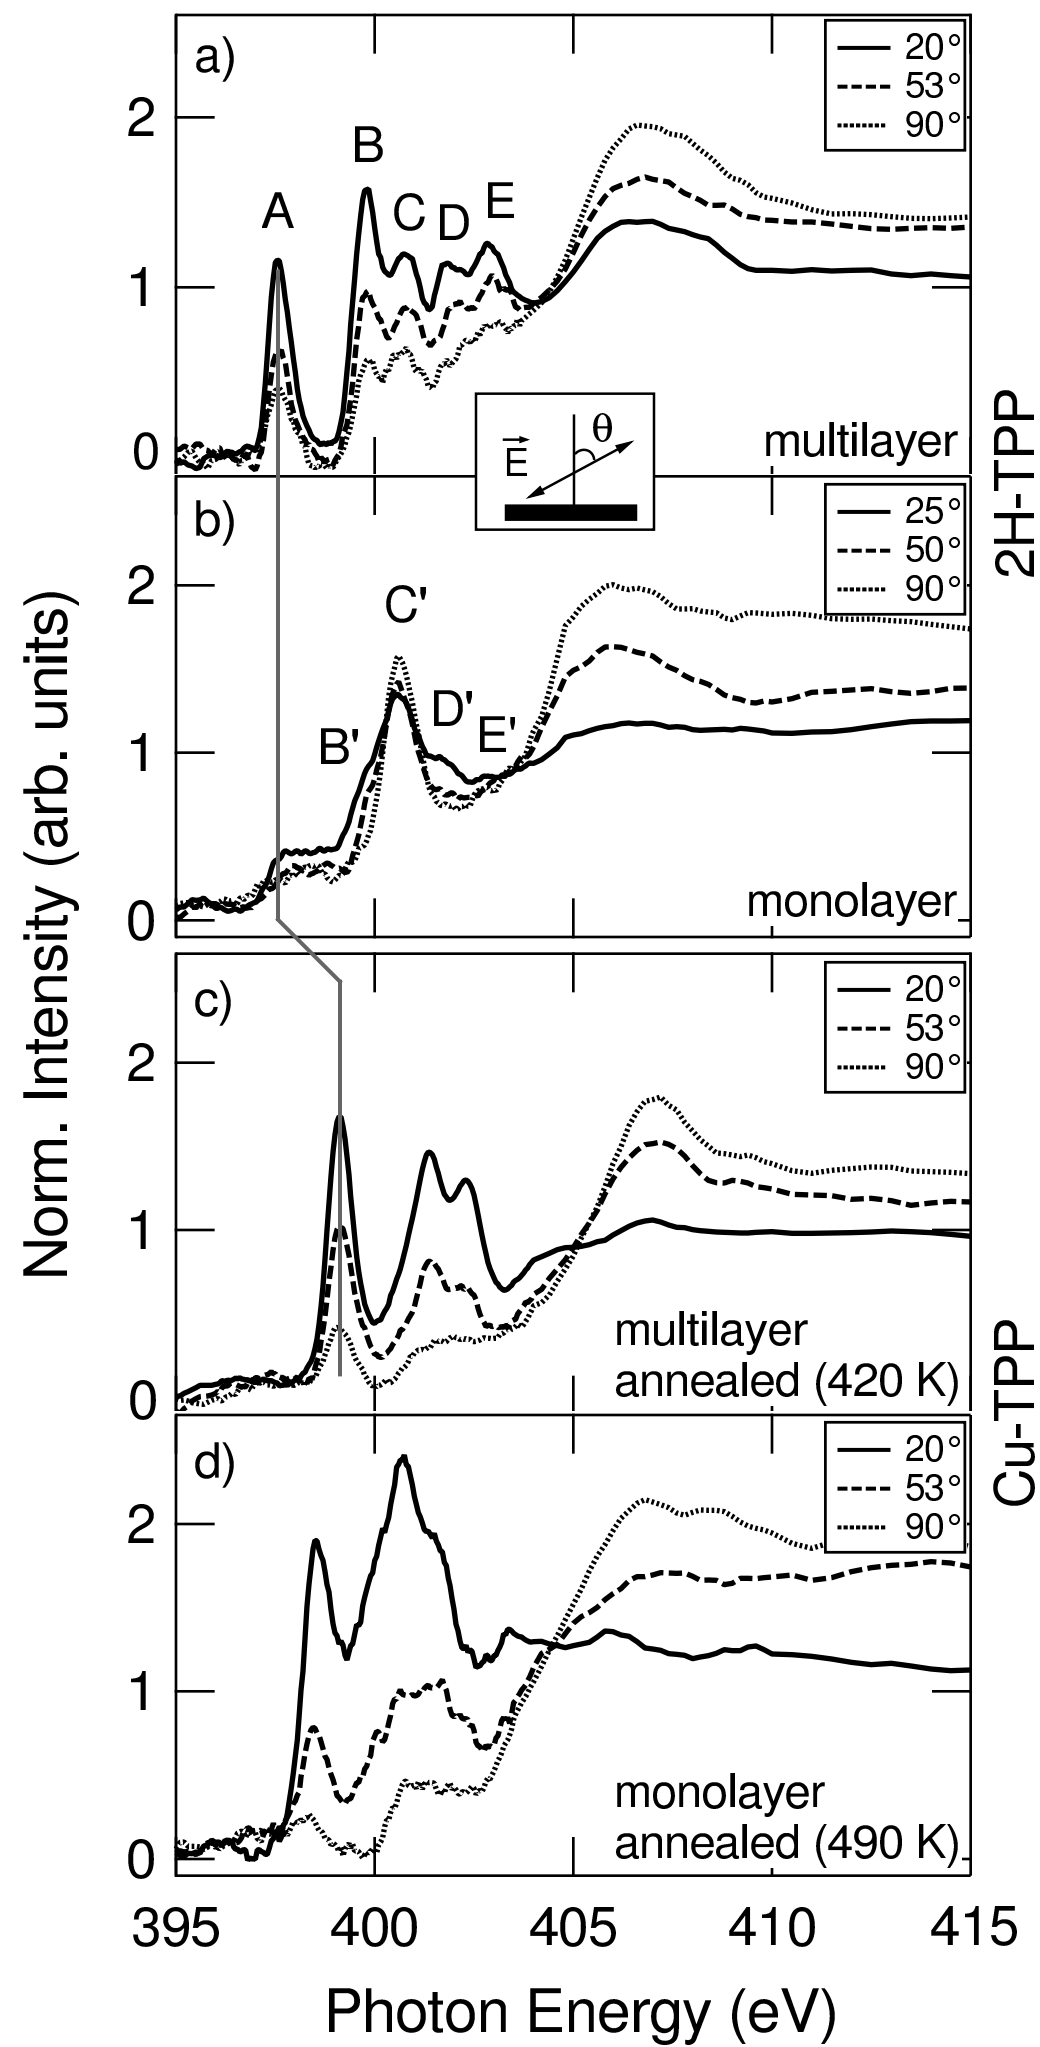 a)
20°
53°
90°
2
1
0
A
B
C
D
E
multilayer
E
θ
b)
25°
50°
90°
2
1
0
B'
C'
D'
E'
monolayer
2H-TPP
Norm. Intensity (arb. units)
c)
20°
53°
90°
2
1
0
multilayer
annealed (420 K)
Cu-TPP
d)
20°
53°
90°
2
1
0
monolayer
annealed (490 K)
395 400 405 410 415
Photon Energy (eV)